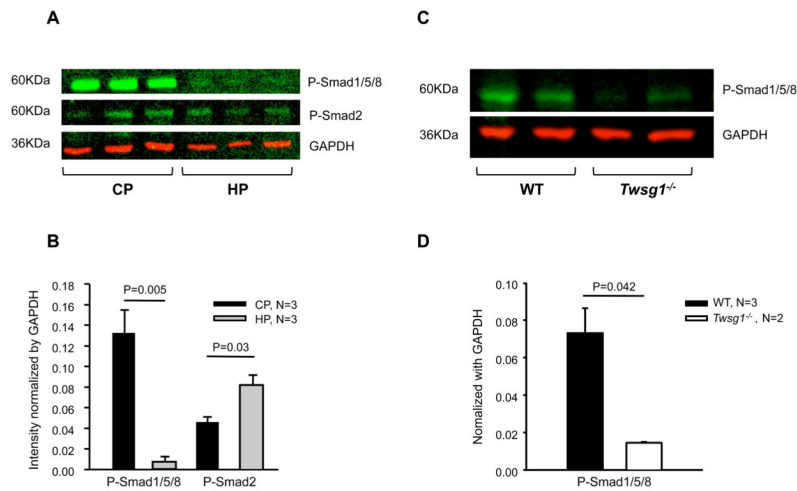 A
60KDa
P-Smad1/5/8
60KDa
P-Smad2
36KDa
GAPDH
CP
HP
C
60KDa
P-Smad1/5/8
36KDa
GAPDH
WT
Twsg1-/-
B
Intensity normalized by GAPDH
0.18
0.16
0.14
0.12
0.10
0.08
0.06
0.04
0.02
0.00
P=0.005
P=0.03
CP, N=3
HP, N=3
P-Smad1/5/8
P-Smad2
D
Nomalized with GAPDH
0.10
0.08
0.06
0.04
0.02
0.00
P=0.042
WT, N=3
Twsg1-/-, N=2
P-Smad1/5/8